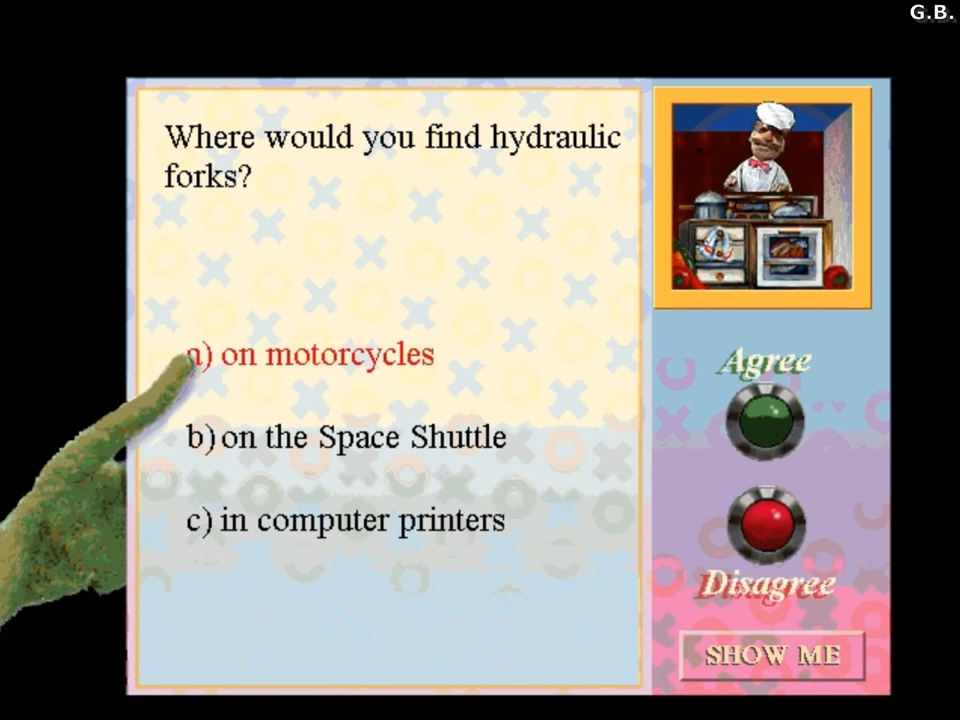 G.B.
Where would you find hydraulic
forks?
a) on motorcycles
b) on the Space Shuttle
c) in computer printers
Agree
Disagree
SHOW ME